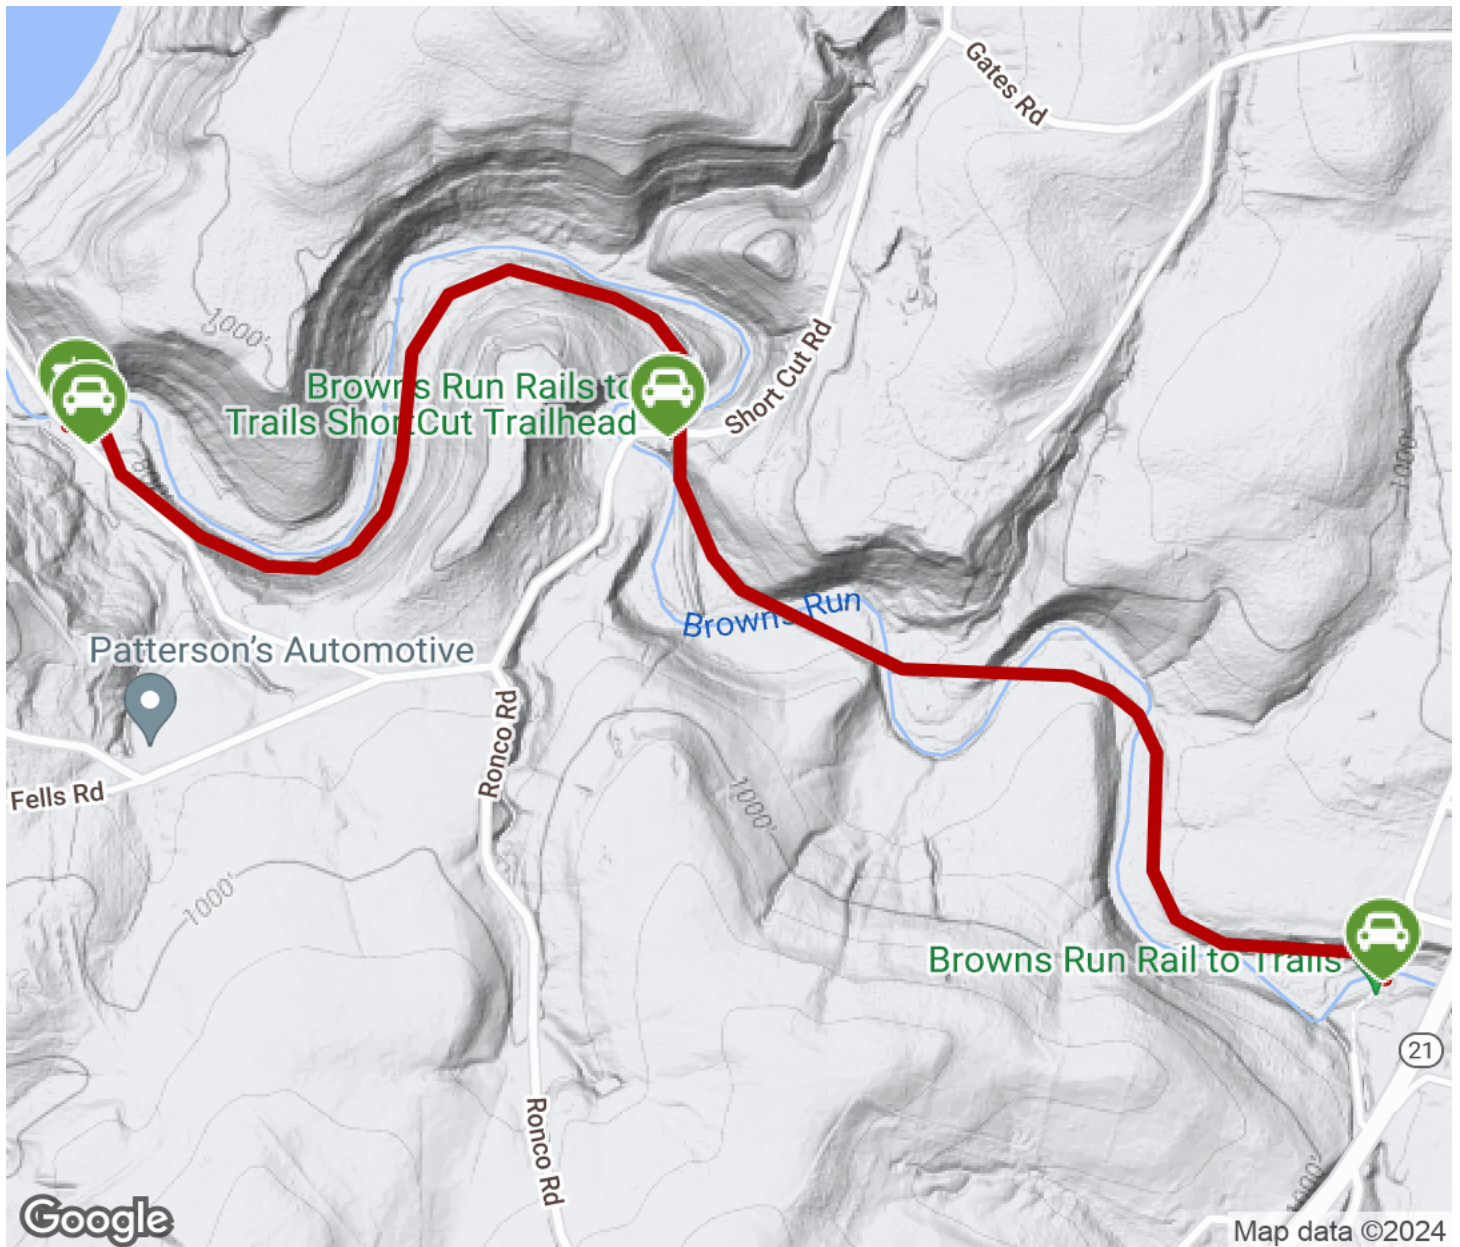 Gates Rd
1000'
Short Cut Rd
Browns Run Rails to
Trails ShortCut Trailhead
1000'
Browns Run
Patterson's Automotive
Ronco Rd
Fells Rd
1000'
1000'
Browns Run Rail to Trails
21
Ronco Rd
1000'
Google
Map data ©2024